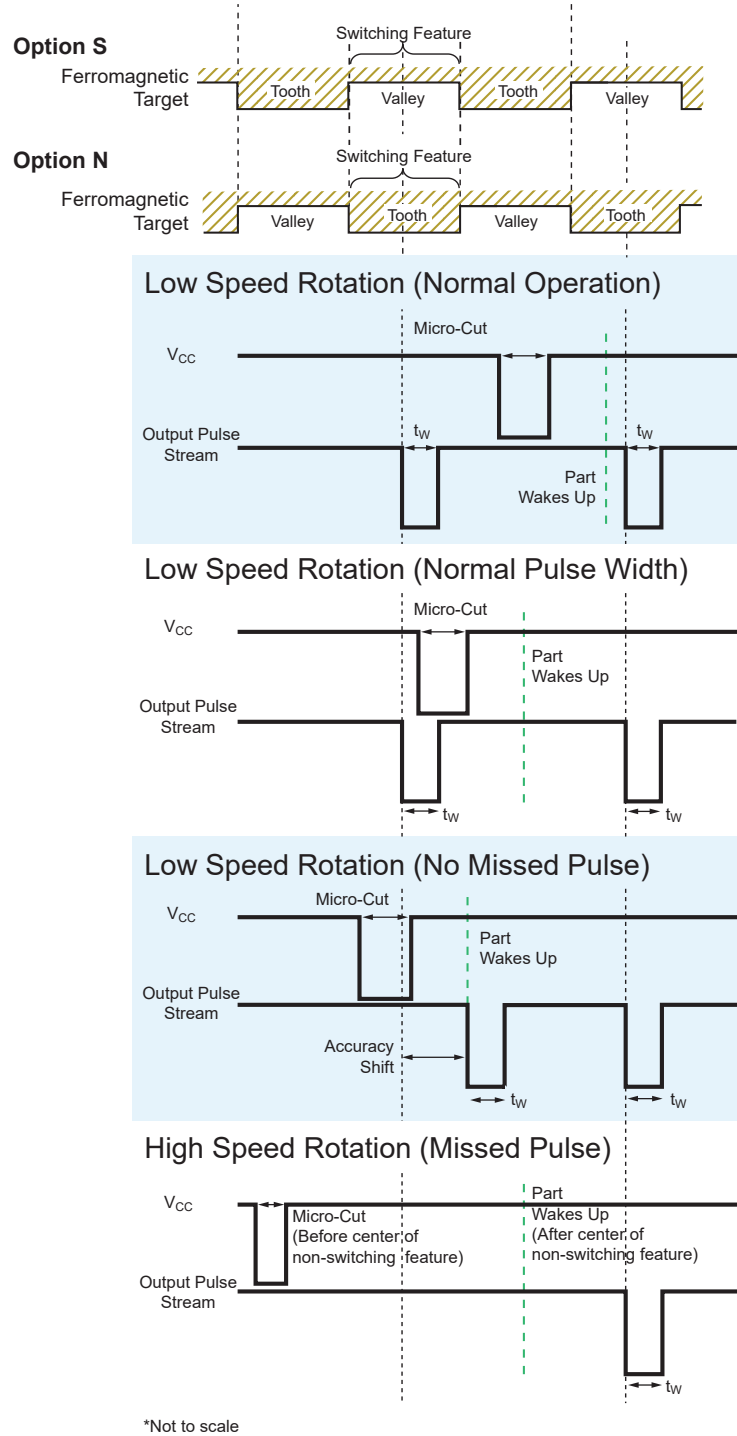 Option S
Switching Feature
Ferromagnetic
Target
Tooth
Valley
Tooth
Valley
Option N
Switching Feature
Ferromagnetic
Target
Valley
Tooth
Valley
Tooth
Low Speed Rotation (Normal Operation)
Micro-Cut
VCC
Output Pulse
Stream
tW
tW
Part
Wakes Up
Low Speed Rotation (Normal Pulse Width)
Micro-Cut
VCC
Part
Wakes Up
Output Pulse
Stream
tW
tW
Low Speed Rotation (No Missed Pulse)
Micro-Cut
VCC
Part
Wakes Up
Output Pulse
Stream
Accuracy
Shift
tW
tW
High Speed Rotation (Missed Pulse)
VCC
Micro-Cut
(Before center of
non-switching feature)
Part
Wakes Up
(After center of
non-switching feature)
Output Pulse
Stream
tW
*Not to scale